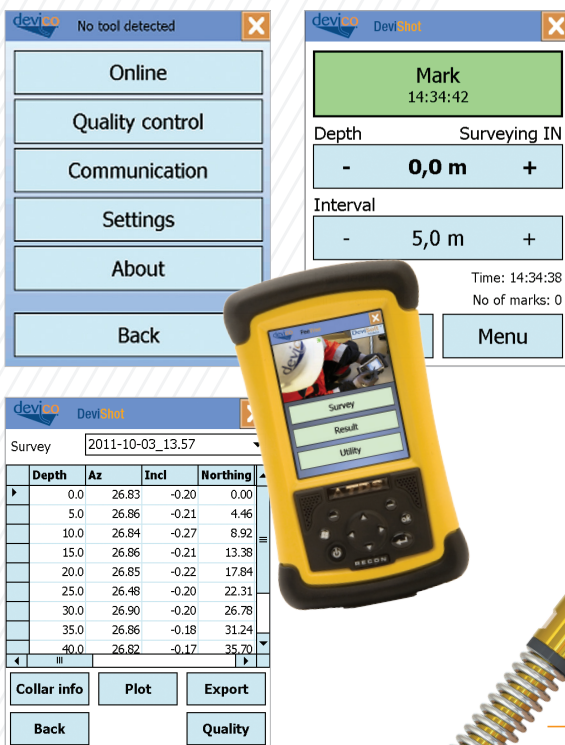 devico No tool detected
Online
Quality control
Communication
Settings
About
Back
devico DeviShot
Mark
14:34:42
Depth Surveying IN
- 0,0 m +
Interval
- 5,0 m +
Time: 14:34:38
No of marks: 0
Menu
devico
Survey
Result
Utility
RECON
devico DeviShot
Survey 2011-10-03_13.57
Depth Az Incl Northing
0.0 26.83 -0.20 0.00
5.0 26.86 -0.21 4.46
10.0 26.84 -0.27 8.92
15.0 26.86 -0.21 13.38
20.0 26.85 -0.22 17.84
25.0 26.48 -0.20 22.31
30.0 26.90 -0.20 26.78
35.0 26.86 -0.18 31.24
40.0 26.82 -0.17 35.70
Collar info Plot Export
Back Quality